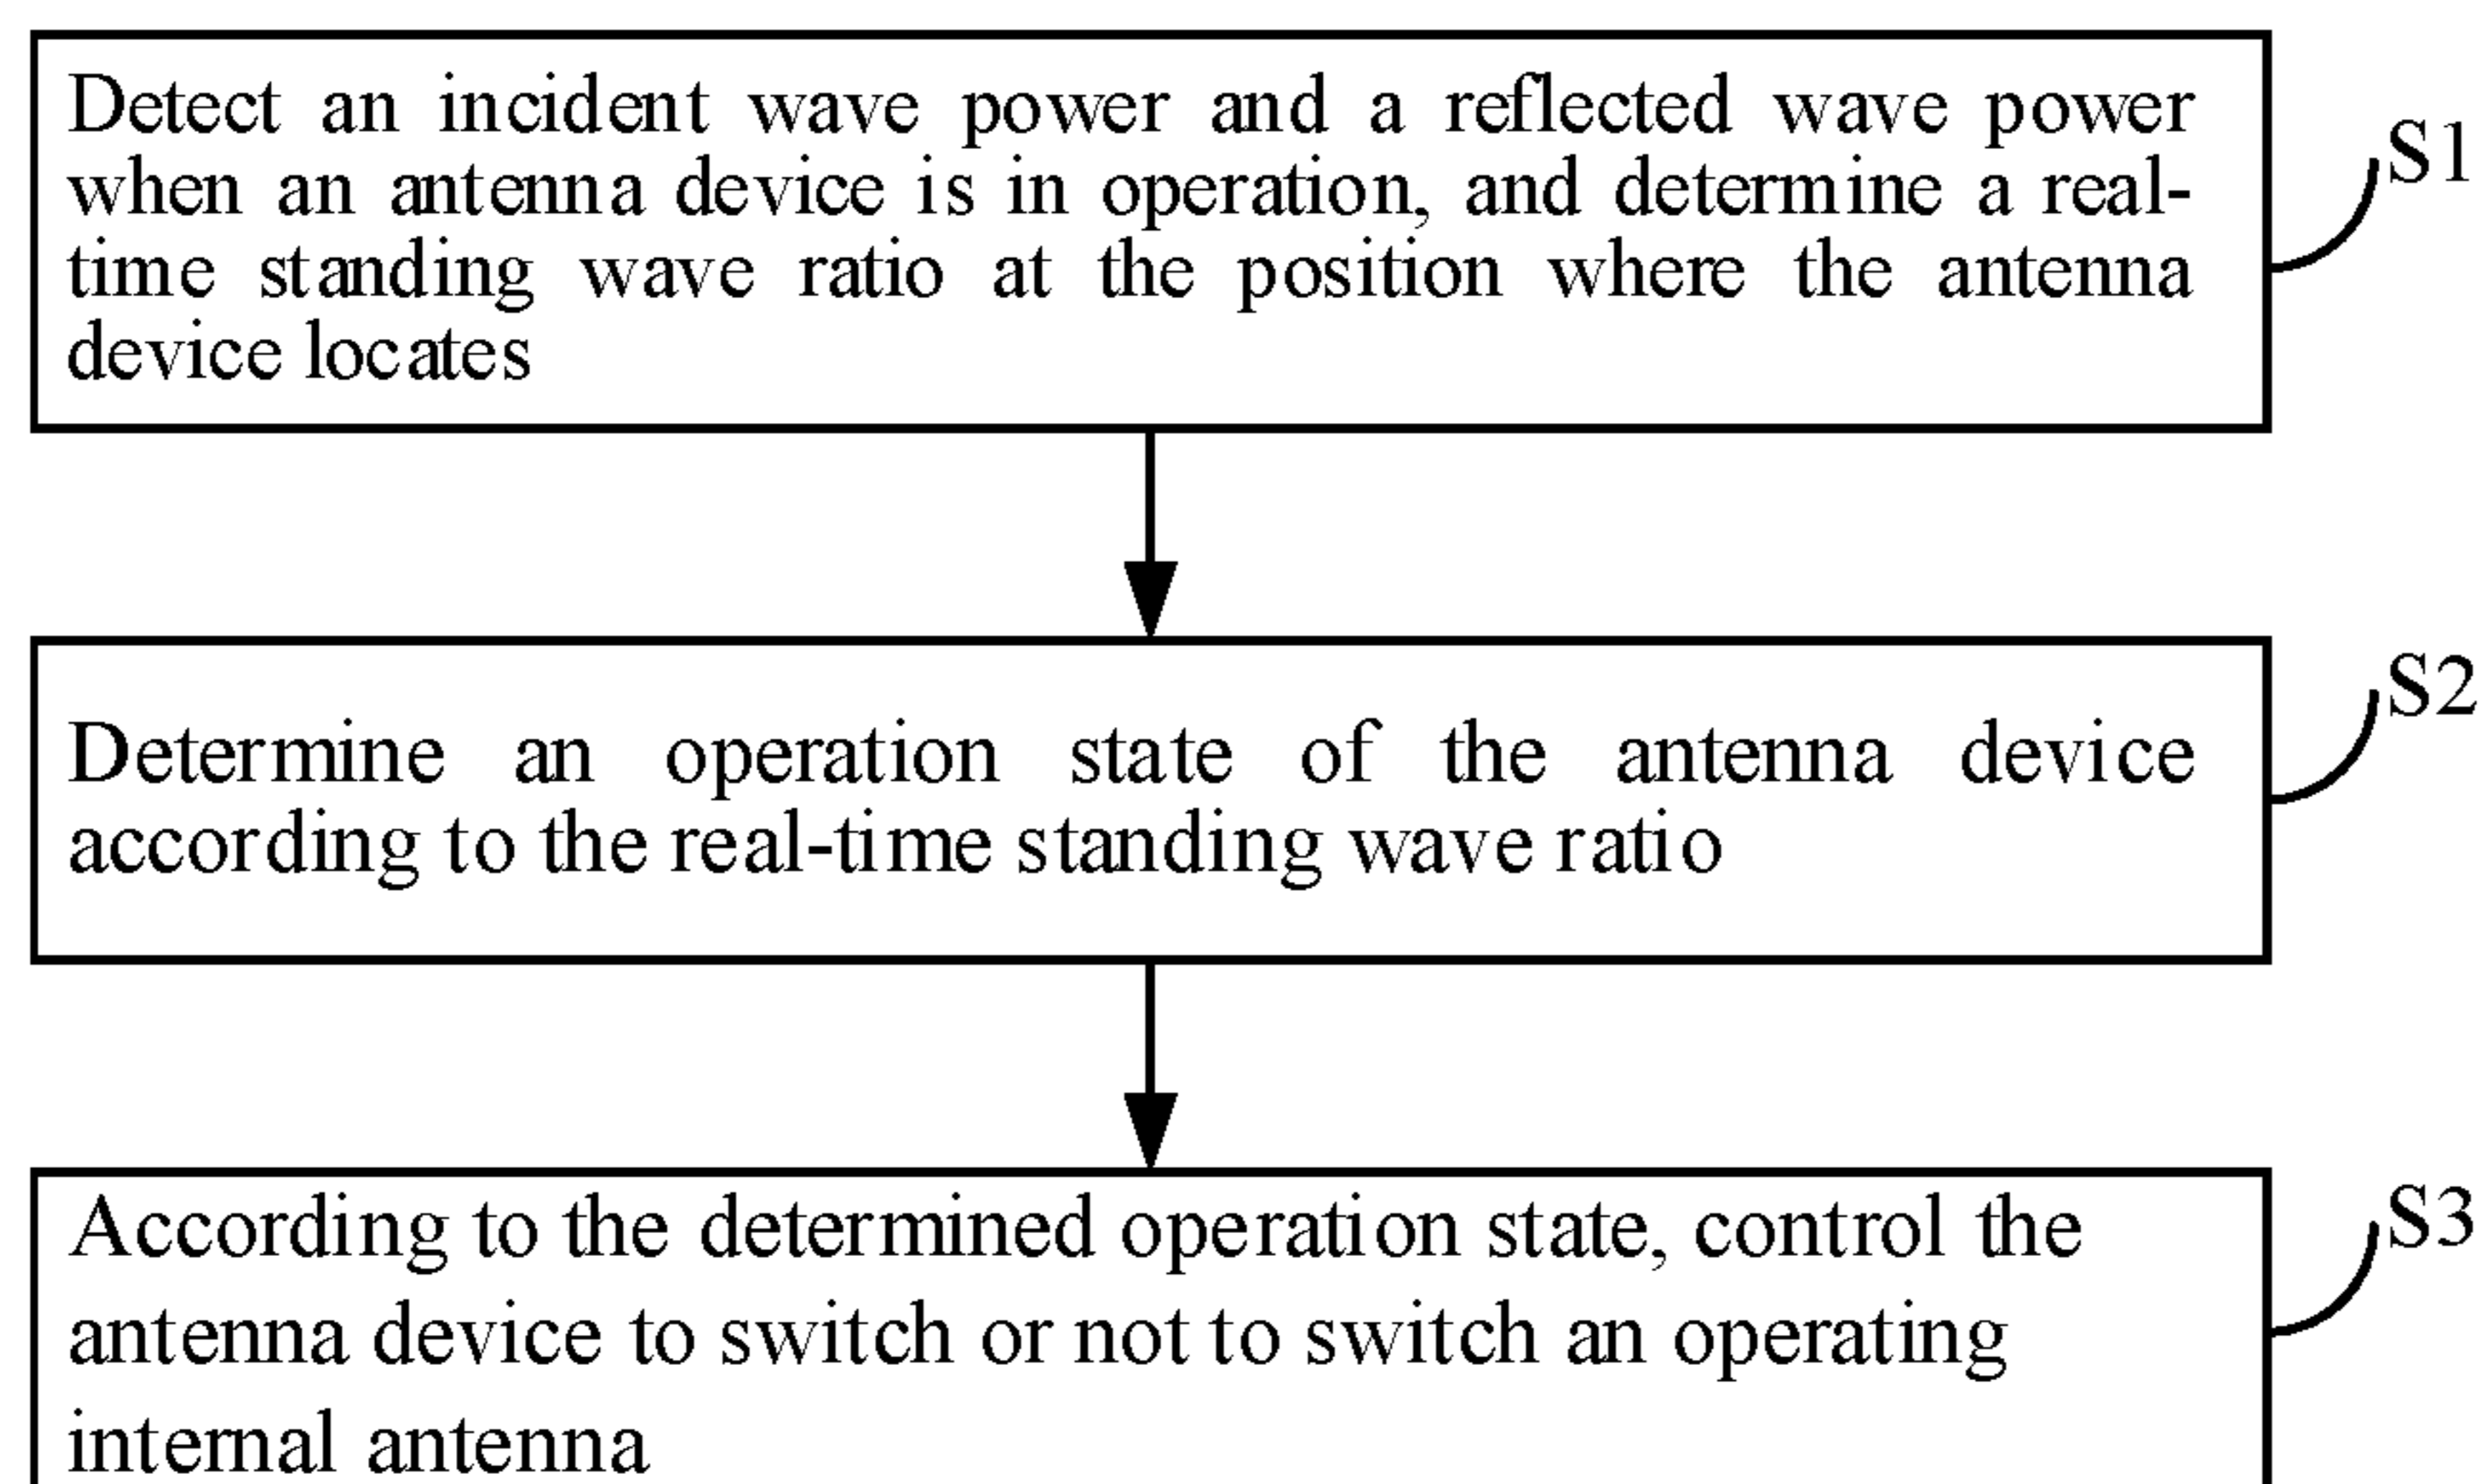 Detect an incident wave power and a reflected wave power
when an antenna device is in operation, and determine a real-
time standing wave ratio at the position where the antenna
device locates
S1
Determine an operation state of the antenna device
according to the real-time standing wave ratio
S2
According to the determined operation state, control the
antenna device to switch or not to switch an operating
internal antenna
S3